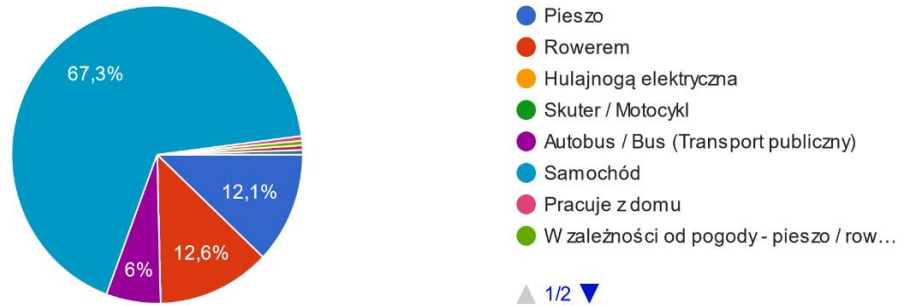 67,3%
12,1%
12,6%
6%
Pieszo
Rowerem
Hulajnogą elektryczna
Skuter / Motocykl
Autobus / Bus (Transport publiczny)
Samochód
Pracuje z domu
W zależności od pogody - pieszo / row…
1/2